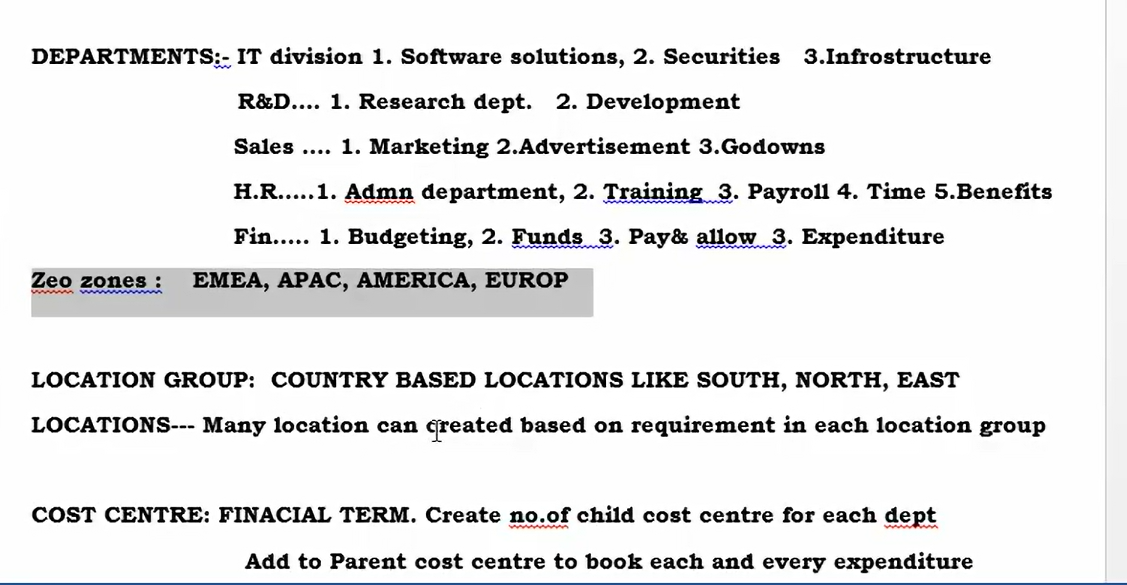 DEPARTMENTS:- IT division 1. Software solutions, 2. Securities 3.Infrostructure
R&D.... 1. Research dept. 2. Development
Sales .... 1. Marketing 2.Advertisement 3.Godowns
H.R.....1. Admn department, 2. Training 3. Payroll 4. Time 5.Benefits
Fin..... 1. Budgeting, 2. Funds 3. Pay& allow 3. Expenditure
Zeo zones : EMEA, APAC, AMERICA, EUROP
LOCATION GROUP: COUNTRY BASED LOCATIONS LIKE SOUTH, NORTH, EAST
LOCATIONS--- Many location can created based on requirement in each location group
COST CENTRE: FINACIAL TERM. Create no.of child cost centre for each dept
Add to Parent cost centre to book each and every expenditure